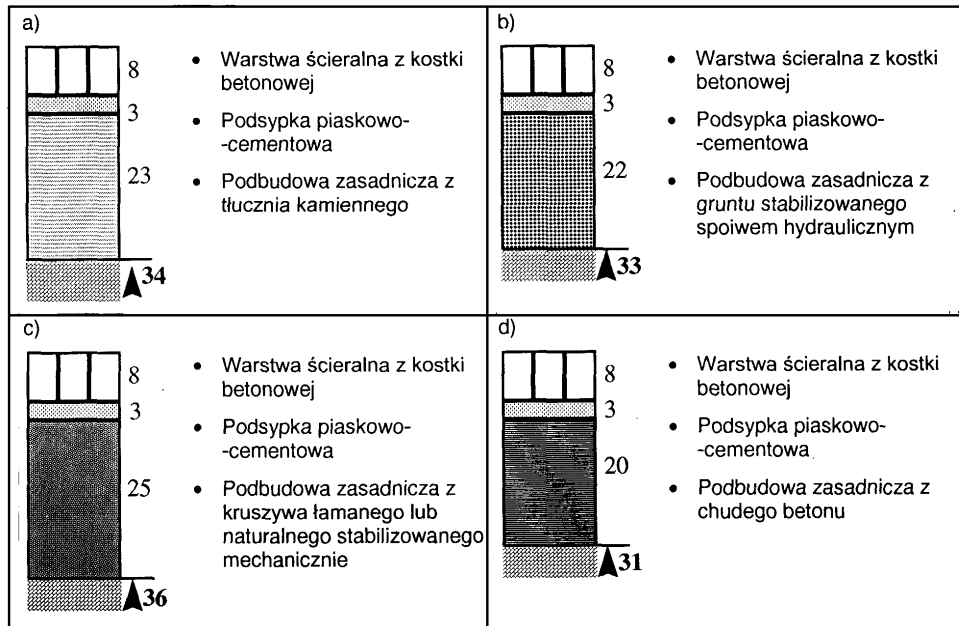 a)
8
3
23
34
• Warstwa ścieralna z kostki
betonowej
• Podsypka piaskowo-
-cementowa
• Podbudowa zasadnicza z
tłucznia kamiennego
b)
8
3
22
33
• Warstwa ścieralna z kostki
betonowej
• Podsypka piaskowo-
-cementowa
• Podbudowa zasadnicza z
gruntu stabilizowanego
spoiwem hydraulicznym
c)
8
3
25
36
• Warstwa ścieralna z kostki
betonowej
• Podsypka piaskowo-
-cementowa
• Podbudowa zasadnicza z
kruszywa łamanego lub
naturalnego stabilizowanego
mechanicznie
d)
8
3
20
31
• Warstwa ścieralna z kostki
betonowej
• Podsypka piaskowo-
-cementowa
• Podbudowa zasadnicza z
chudego betonu